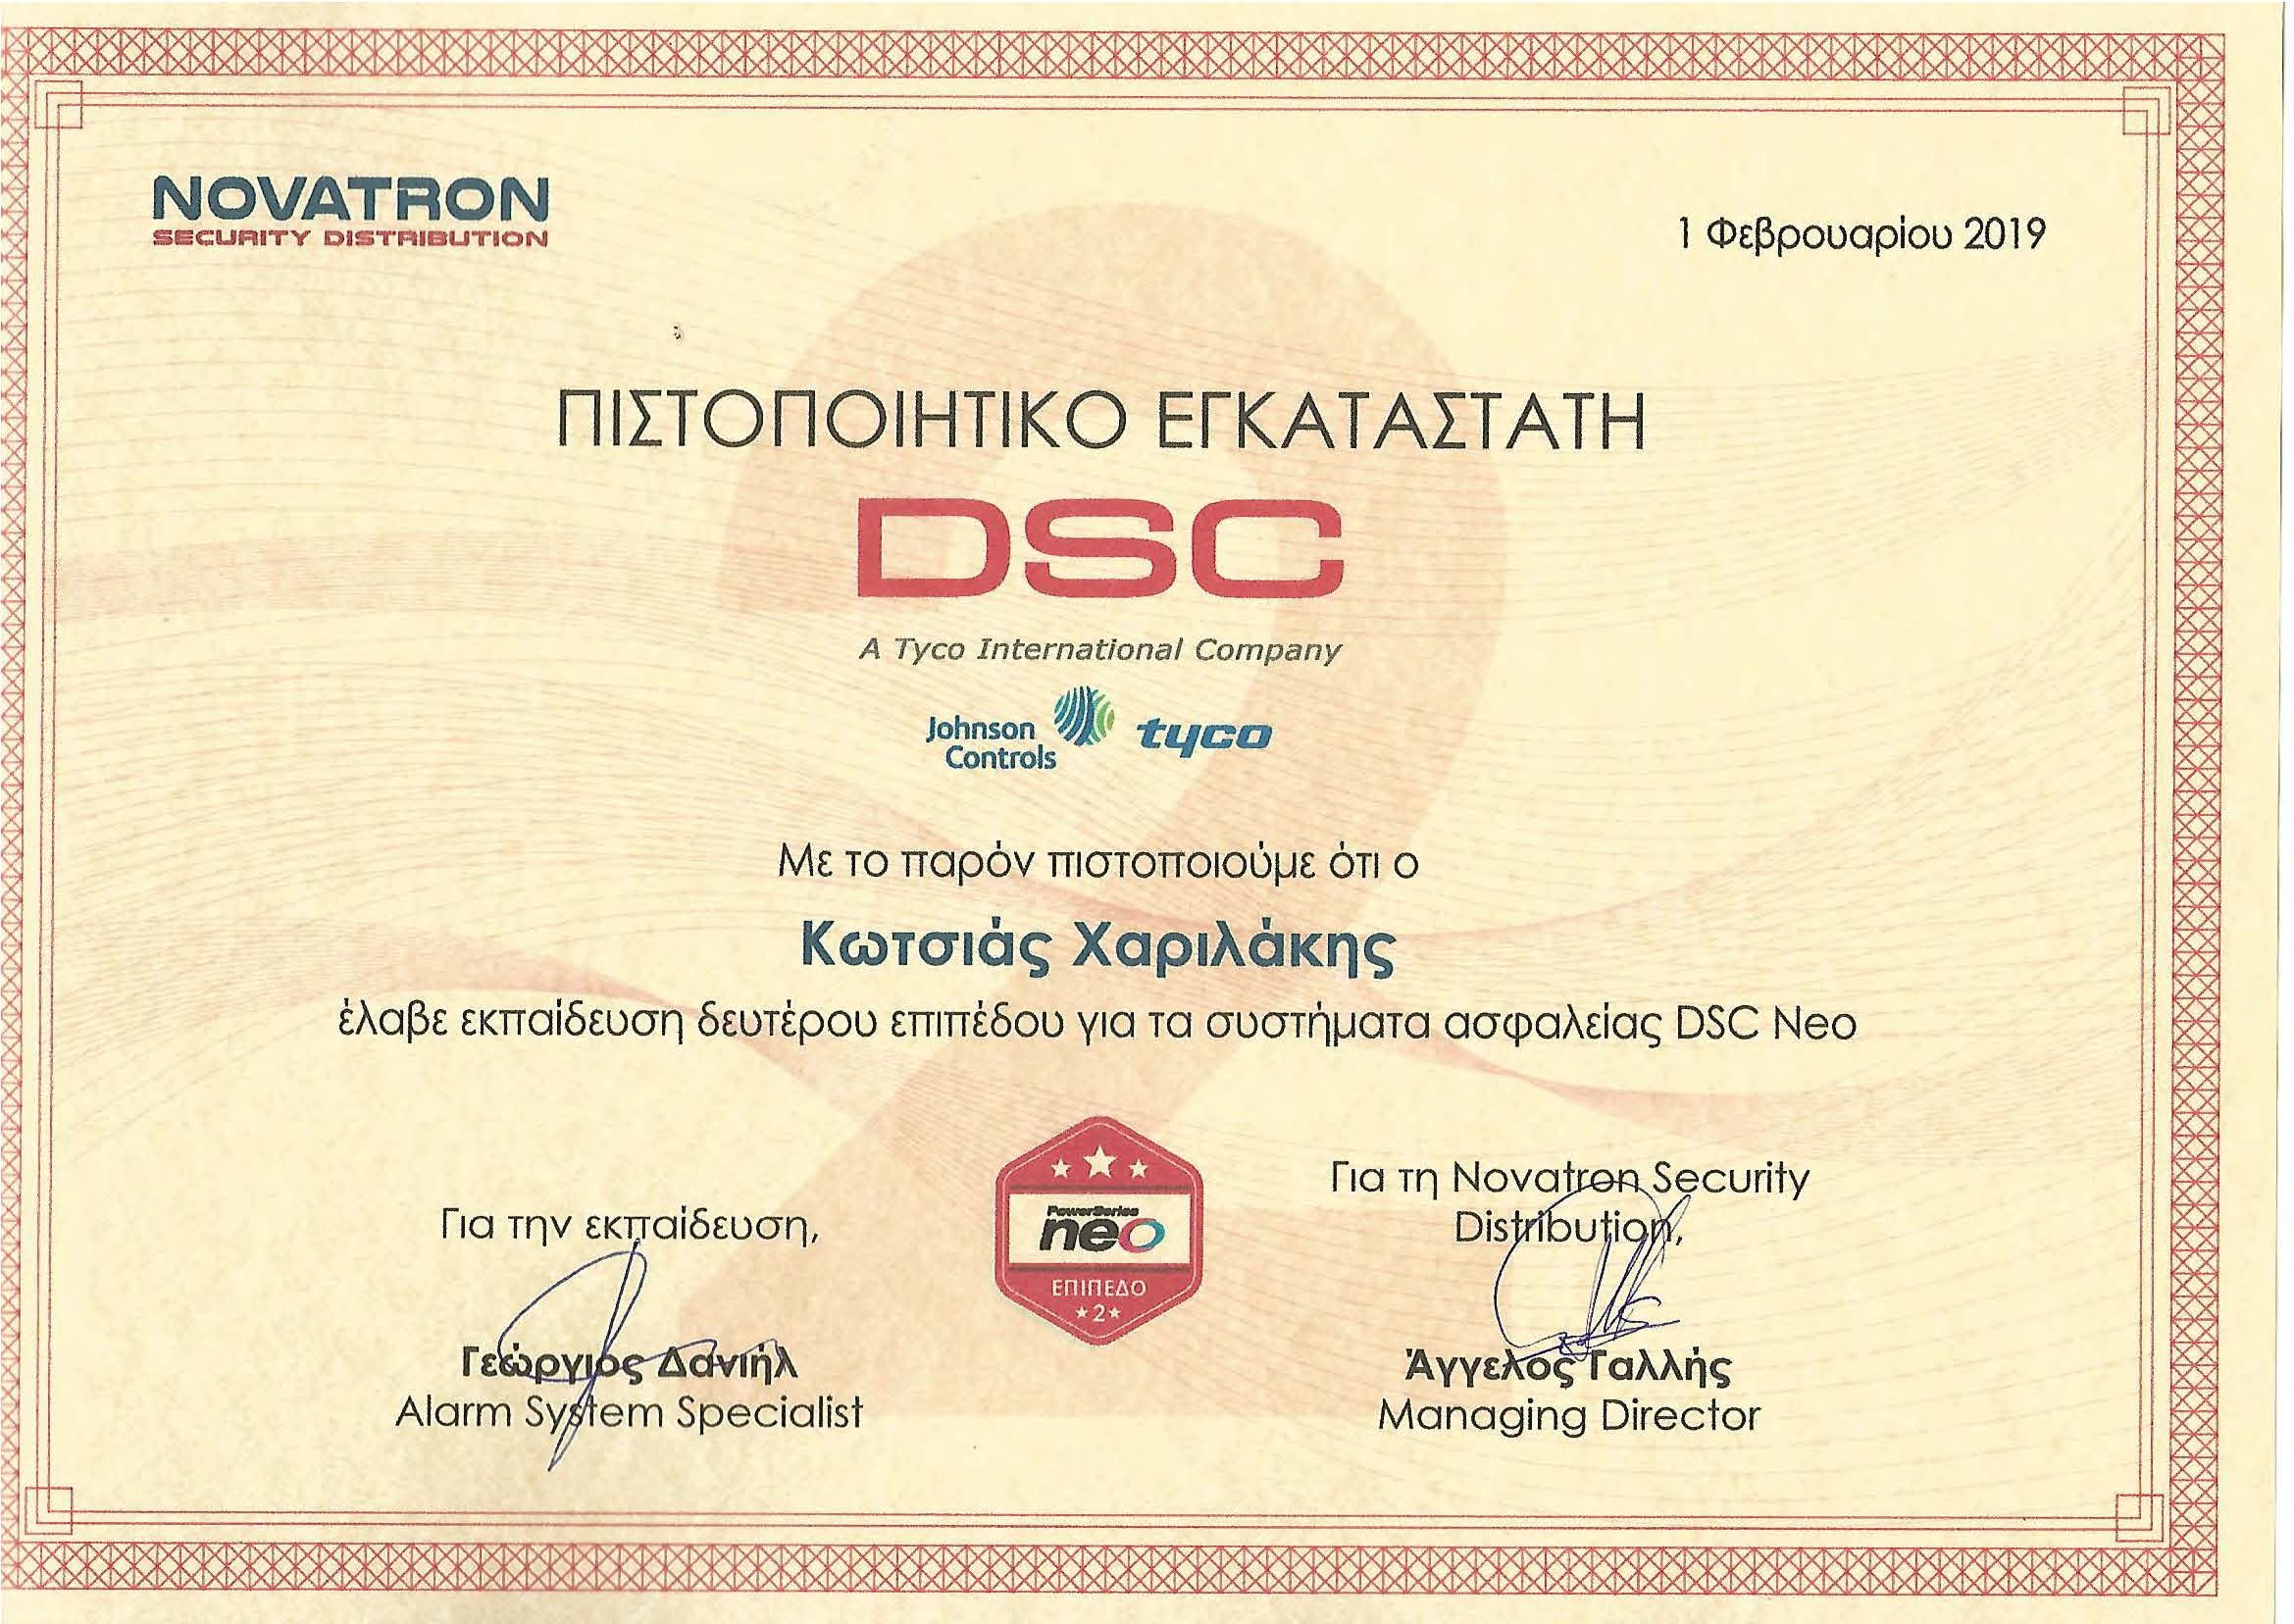 NOVATRON
SECURITY DISTRIBUTION
1 Φεβρουαρίου 2019
ΠΙΣΤΟΠΟΙΗΤΙΚΟ ΕΓΚΑΤΑΣΤΑΤΗ
DSC
A Tyco International Company
Johnson
Controls
tyco
Με το παρόν πιστοποιούμε ότι ο
Κωτσιάς Χαριλάκης
έλαβε εκπαίδευση δευτέρου επιπέδου για τα συστήματα ασφαλείας DSC Neo
Για την εκπαίδευση,
Γεώργιος Δανιήλ
Alarm System Specialist
PowerSeries
neo
ΕΠΙΠΕΔΟ
2
Για τη Novatron Security
Distribution,
Άγγελος Γαλλής
Managing Director